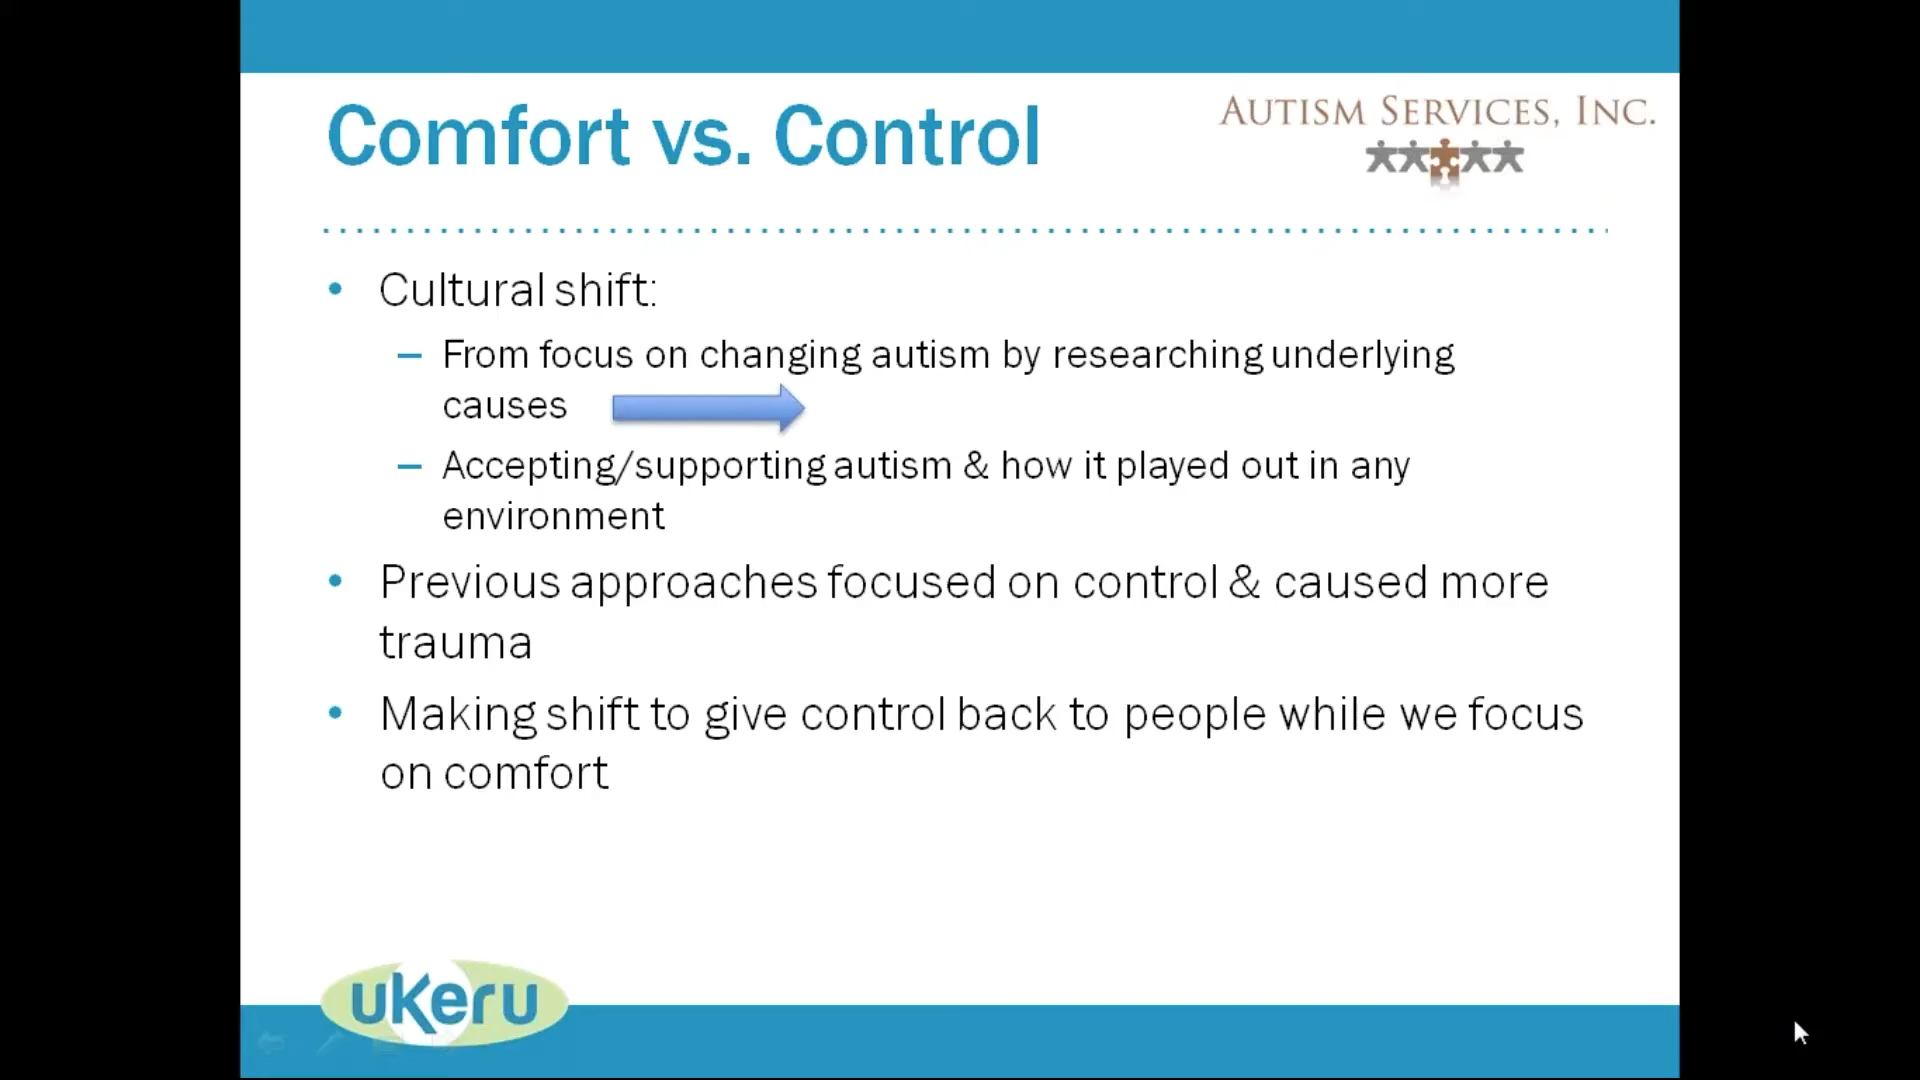 Comfort vs. Control
AUTISM SERVICES, INC.
• Cultural shift:
– From focus on changing autism by researching underlying
causes
– Accepting/supporting autism & how it played out in any
environment
• Previous approaches focused on control & caused more
trauma
• Making shift to give control back to people while we focus
on comfort
uKeru